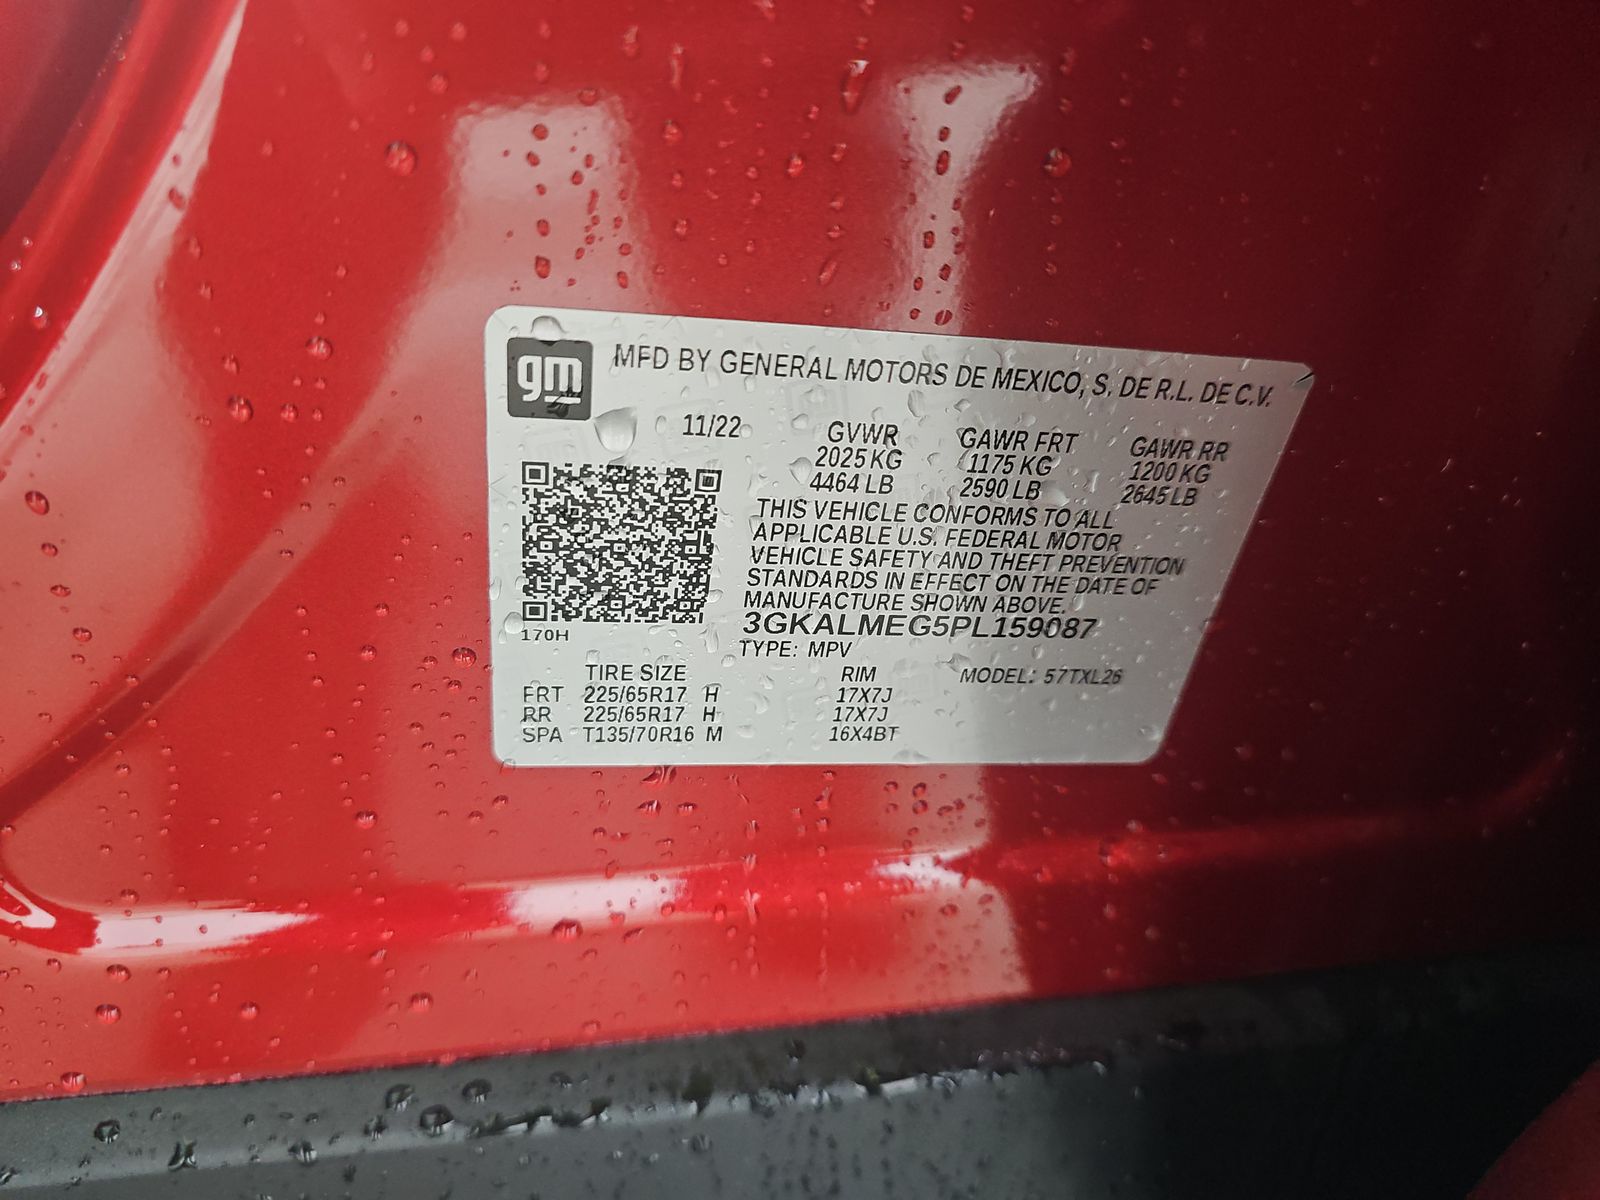 gm MFD BY GENERAL MOTORS DE MEXICO, S. DE R.L. DE C.V.
11/22 GVWR GAWR FRT GAWR RR
2025 KG 1175 KG 1200 KG
4464 LB 2590 LB 2645 LB
THIS VEHICLE CONFORMS TO ALL
APPLICABLE U.S. FEDERAL MOTOR
VEHICLE SAFETY AND THEFT PREVENTION
STANDARDS IN EFFECT ON THE DATE OF
MANUFACTURE SHOWN ABOVE.
170H 3GKALMEG5PL159087
TYPE: MPV
TIRE SIZE RIM MODEL: 57TXL26
FRT 225/65R17 H 17X7J
RR 225/65R17 H 17X7J
SPA T135/70R16 M 16X4BT